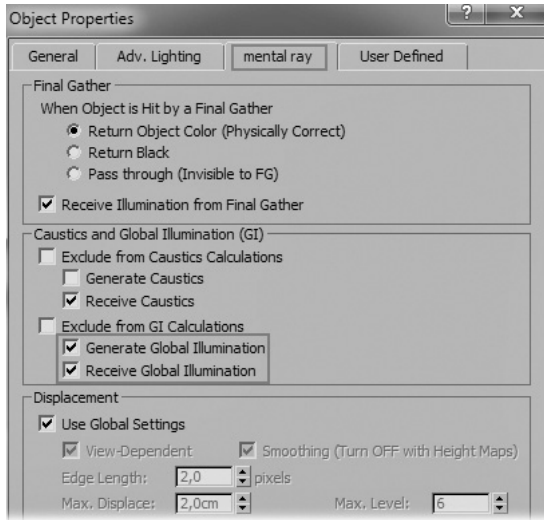 Object Properties ? X
General Adv. Lighting mental ray User Defined
Final Gather
When Object is Hit by a Final Gather
Return Object Color (Physically Correct)
Return Black
Pass through (Invisible to FG)
Receive Illumination from Final Gather
Caustics and Global Illumination (GI)
Exclude from Caustics Calculations
Generate Caustics
Receive Caustics
Exclude from GI Calculations
Generate Global Illumination
Receive Global Illumination
Displacement
Use Global Settings
View-Dependent Smoothing (Turn OFF with Height Maps)
Edge Length: 2,0 pixels
Max. Displace: 2,0cm Max. Level: 6